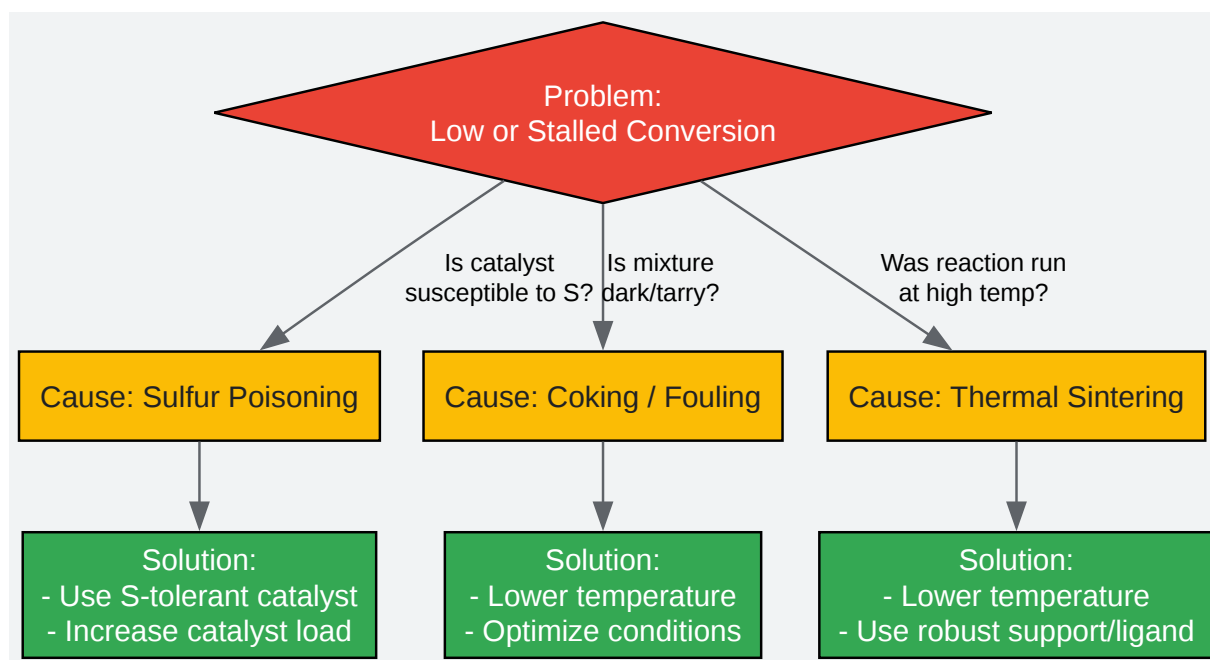 Problem:
Low or Stalled Conversion
Is catalyst
susceptible to S?
Is mixture
dark/tarry?
Was reaction run
at high temp?
Cause: Sulfur Poisoning
Cause: Coking / Fouling
Cause: Thermal Sintering
Solution:
- Use S-tolerant catalyst
- Increase catalyst load
Solution:
- Lower temperature
- Optimize conditions
Solution:
- Lower temperature
- Use robust support/ligand